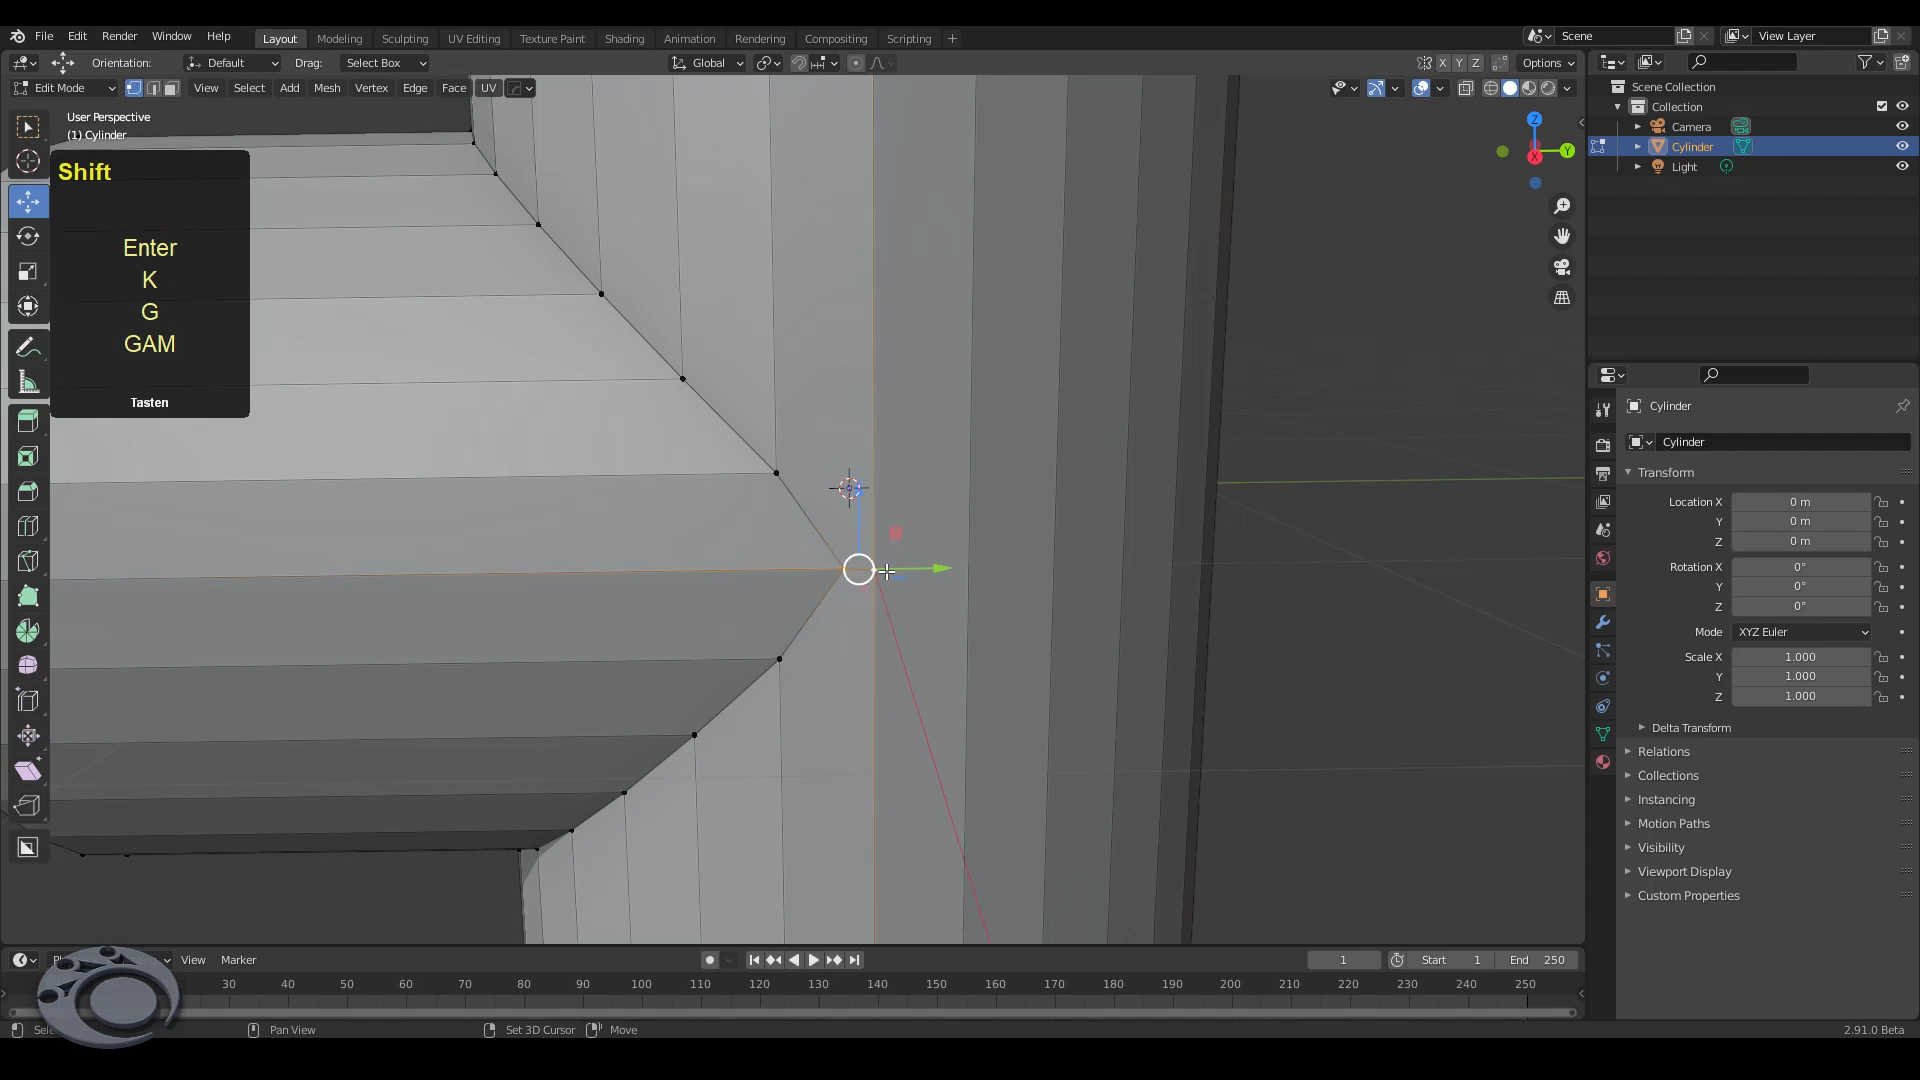 File Edit Render Window Help Layout Modeling Sculpting UV Editing Texture Paint Shading Animation Rendering Compositing Scripting Scene View Layer
Orientation: Default Drag: Select Box Global X Y Z Options
Edit Mode View Select Add Mesh Vertex Edge Face UV
User Perspective
(1) Cylinder
Shift
Enter
K
G
GAM
Tasten
Z
Y
X
Scene Collection
Collection
Camera
Cylinder
Light
Cylinder
Cylinder
Transform
Location X 0 m
Y 0 m
Z 0 m
Rotation X 0°
Y 0°
Z 0°
Mode XYZ Euler
Scale X 1.000
Y 1.000
Z 1.000
Delta Transform
Relations
Collections
Instancing
Motion Paths
Visibility
Viewport Display
Custom Properties
View Marker 1 Start 1 End 250
30 40 50 60 70 80 90 100 110 120 130 140 150 160 170 180 190 200 210 220 230 240 250
Pan View Set 3D Cursor Move 2.91.0 Beta